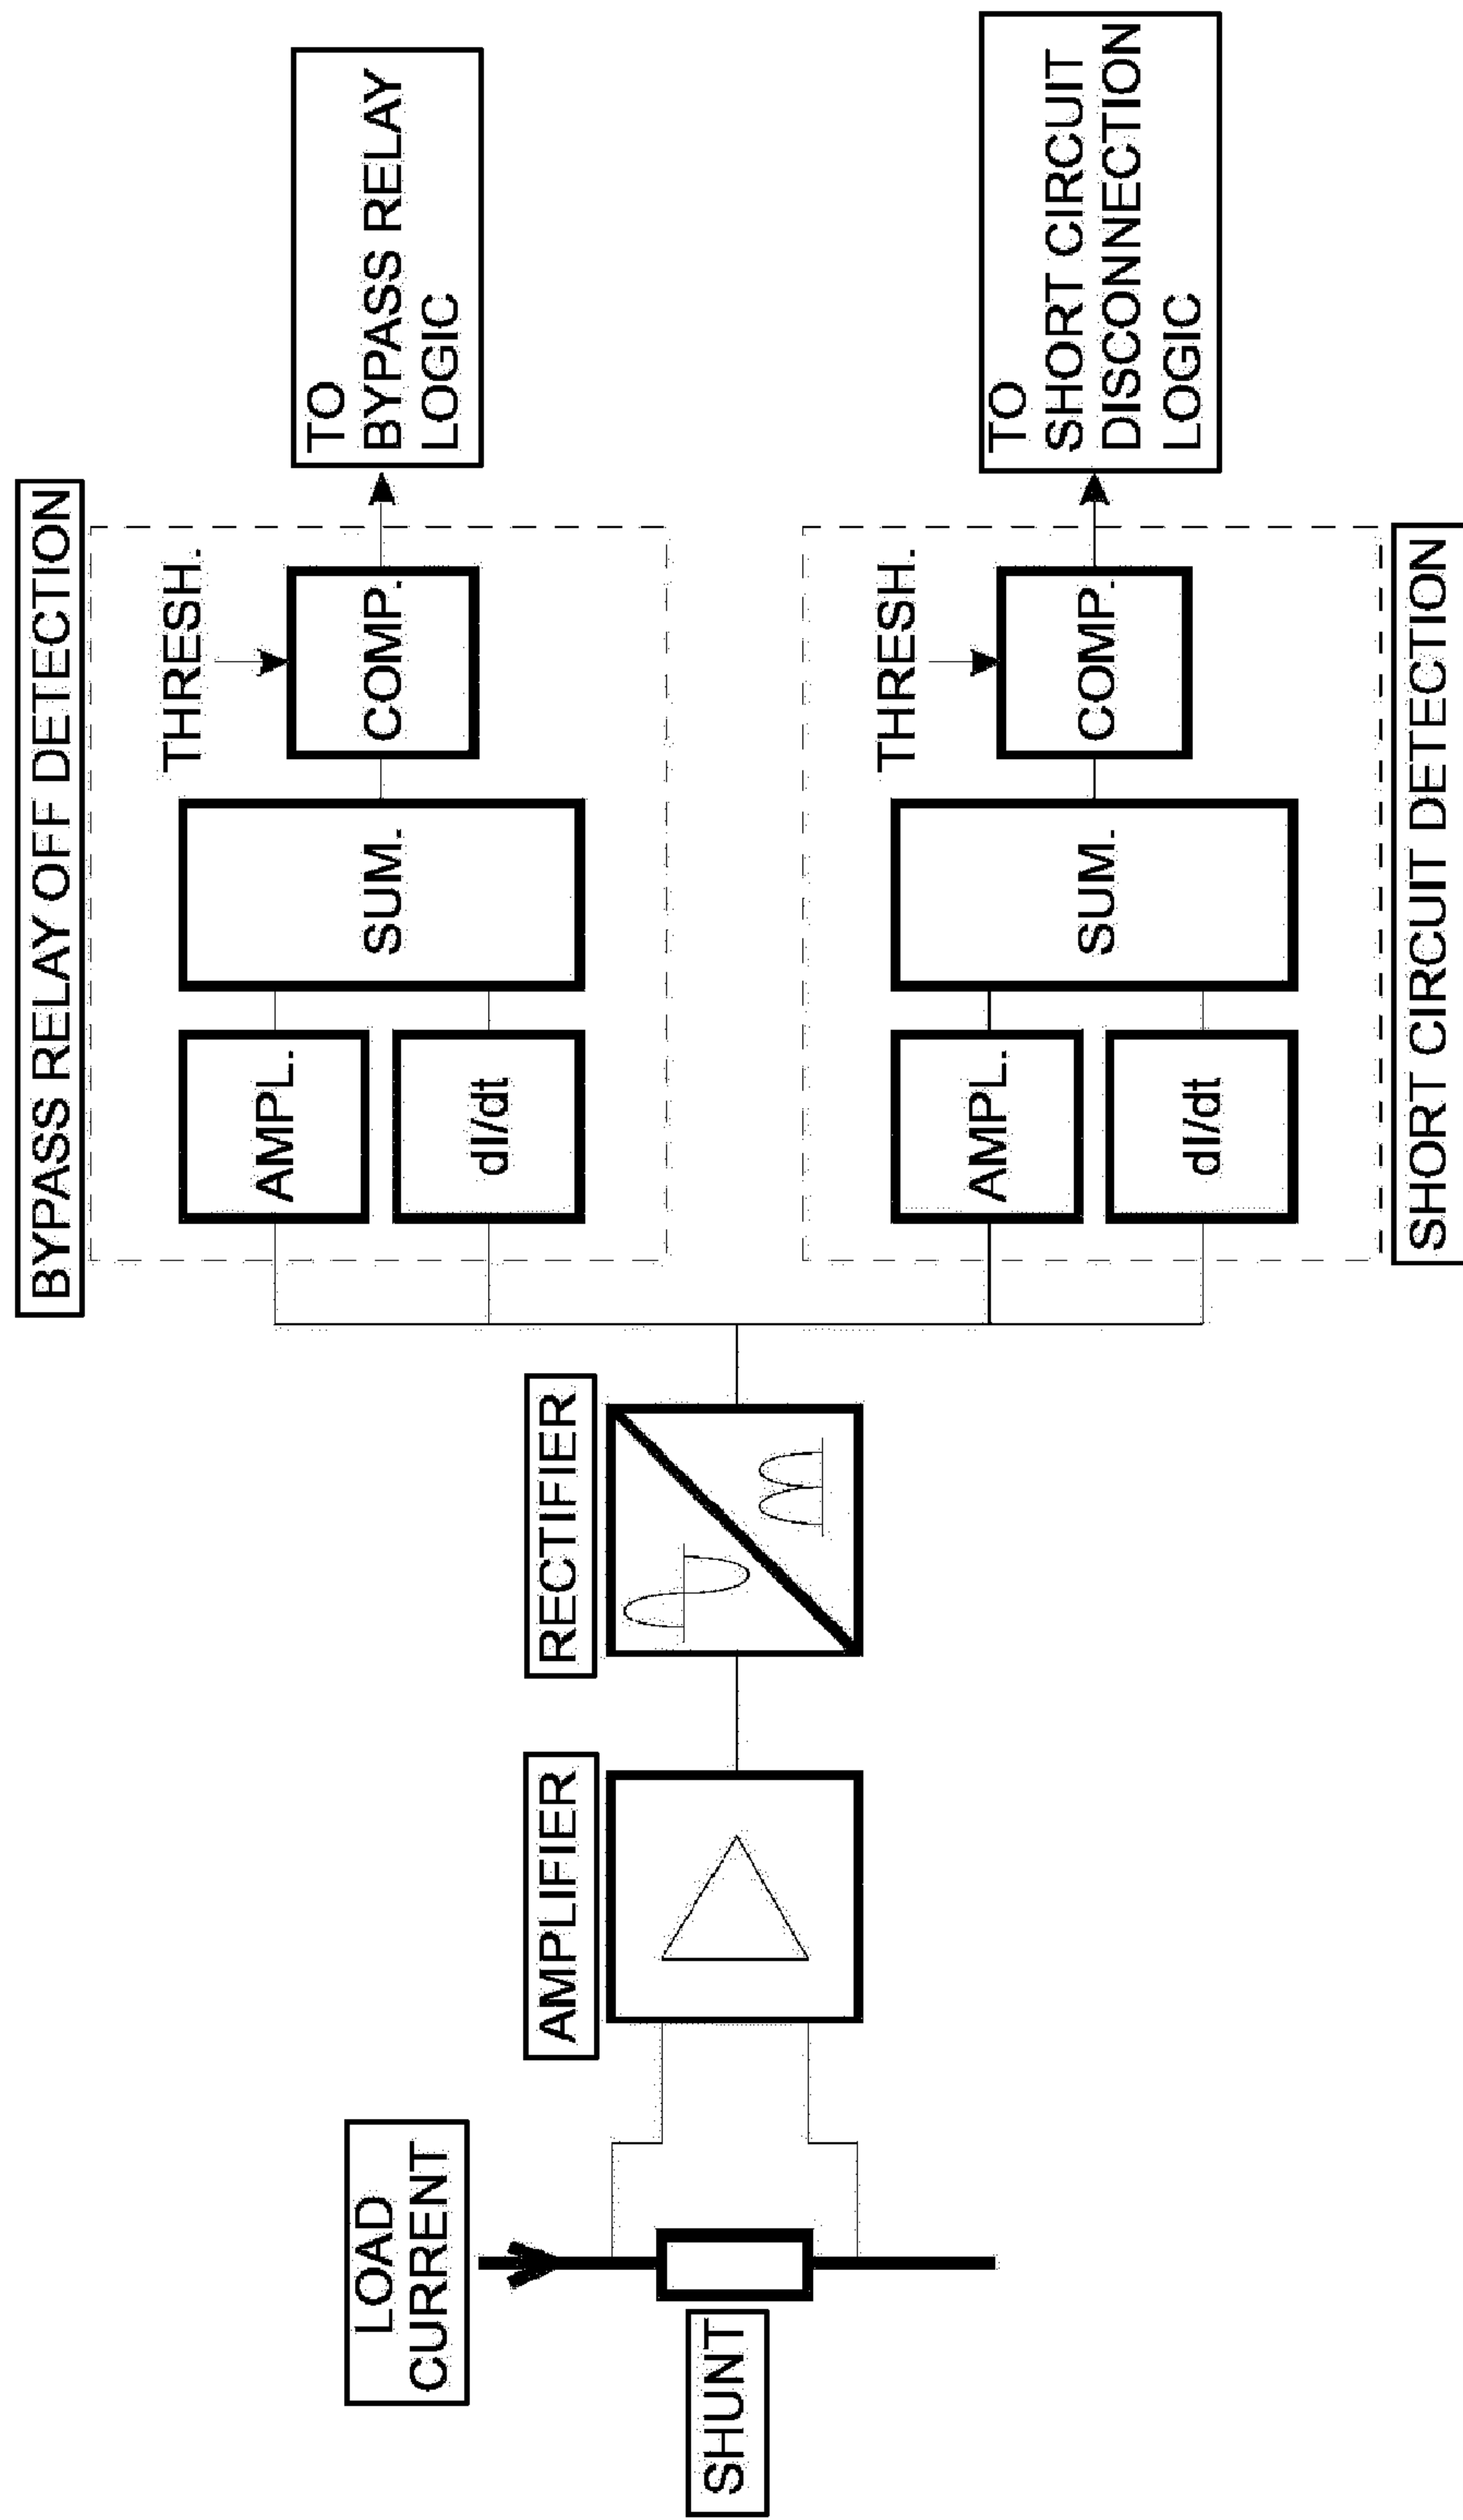 LOAD
CURRENT
SHUNT
AMPLIFIER
RECTIFIER
BYPASS RELAY OFF DETECTION
AMPL.
dI/dt
SUM.
THRESH.
COMP.
TO
BYPASS RELAY
LOGIC
AMPL.
dI/dt
SUM.
THRESH.
COMP.
TO
SHORT CIRCUIT
DISCONNECTION
LOGIC
SHORT CIRCUIT DETECTION